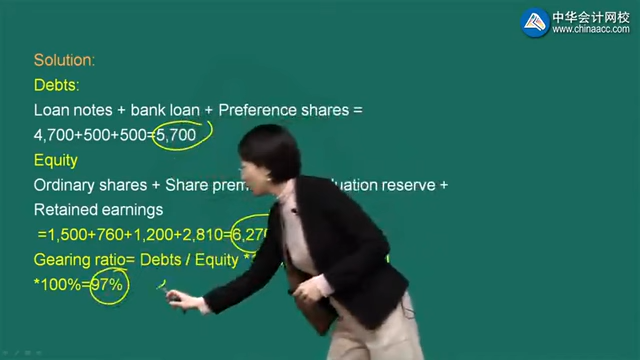 中华会计网校
www.chinaacc.com
Solution:
Debts:
Loan notes + bank loan + Preference shares =
4,700+500+500=5,700
Equity
Ordinary shares + Share prem uation reserve +
Retained earnings
=1,500+760+1,200+2,810=6,27
Gearing ratio= Debts / Equity *
*100%=97%